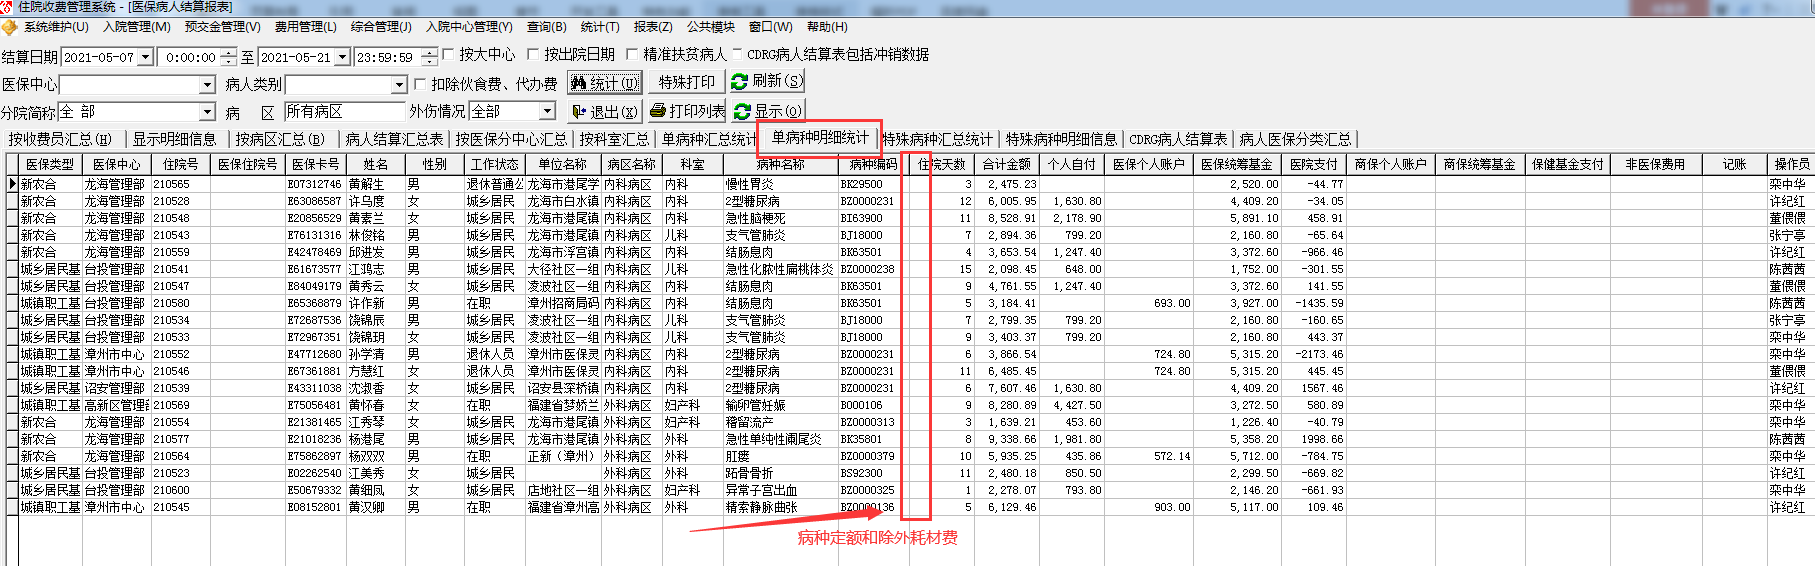 住院收费管理系统 - [医保病人结算报表]
系统维护(U) 入院管理(M) 预交金管理(V) 费用管理(L) 综合管理(J) 入院中心管理(Y) 查询(B) 统计(T) 报表(Z) 公共模块 窗口(W) 帮助(H)
结算日期 2021-05-07 0:00:00 至 2021-05-21 23:59:59 按大中心 按出院日期 精准扶贫病人 CDRG病人结算表包括冲销数据
医保中心 病人类别 扣除伙食费、代办费 统计(U) 特殊打印 刷新(S)
分院简称 全 部 病 区 所有病区 外伤情况 全部 退出(X) 打印列表 显示(O)
按收费员汇总(H) 显示明细信息 按病区汇总(B) 病人结算汇总表 按医保分中心汇总 按科室汇总 单病种汇总统计 单病种明细统计 特殊病种汇总统计 特殊病种明细信息 CDRG病人结算表 病人医保分类汇总
医保类型 医保中心 住院号 医保住院号 医保卡号 姓名 性别 工作状态 单位名称 病区名称 科室 病种名称 病种编码 住院天数 合计金额 个人自付 医保个人账户 医保统筹基金 医院支付 商保个人账户 商保统筹基金 保健基金支付 非医保费用 记账 操作员
新农合 龙海管理部 210565 E07312746 黄解生 男 退休普通公 龙海市港尾学 内科病区 内科 慢性胃炎 BK29500 3 2,475.23 2,520.00 -44.77 栾中华
新农合 龙海管理部 210528 E63086587 许乌度 女 城乡居民 龙海市白水镇 内科病区 内科 2型糖尿病 BZ0000231 12 6,005.95 1,630.80 4,409.20 -34.05 许纪红
新农合 龙海管理部 210548 E20856529 黄素兰 女 城乡居民 龙海市港尾镇 内科病区 内科 急性脑梗死 BI63900 11 8,528.91 2,178.90 5,891.10 458.91 董偎偎
新农合 龙海管理部 210543 E76131316 林俊铭 男 城乡居民 龙海市港尾镇 内科病区 儿科 支气管肺炎 BJ18000 7 2,894.36 799.20 2,160.80 -65.64 张宁亭
新农合 龙海管理部 210559 E42478469 邱进发 男 城乡居民 龙海市浮宫镇 内科病区 内科 结肠息肉 BK63501 4 3,653.54 1,247.40 3,372.60 -966.46 许纪红
城乡居民基 台投管理部 210541 E61673577 江鸿志 男 城乡居民 大径社区一组 内科病区 儿科 急性化脓性扁桃体炎 BZ0000238 15 2,098.45 648.00 1,752.00 -301.55 陈茜茜
城乡居民基 台投管理部 210547 E84049179 黄秀云 女 城乡居民 凌波社区一组 内科病区 内科 结肠息肉 BK63501 9 4,761.55 1,247.40 3,372.60 141.55 董偎偎
城镇职工基 台投管理部 210580 E65368879 许作新 男 在职 漳州招商局码 内科病区 内科 结肠息肉 BK63501 5 3,184.41 693.00 3,927.00 -1435.59 陈茜茜
城乡居民基 台投管理部 210534 E72687536 饶锦辰 男 城乡居民 凌波社区一组 内科病区 儿科 支气管肺炎 BJ18000 7 2,799.35 799.20 2,160.80 -160.65 张宁亭
城乡居民基 台投管理部 210533 E72967351 饶锦玥 女 城乡居民 凌波社区一组 内科病区 儿科 支气管肺炎 BJ18000 9 3,403.37 799.20 2,160.80 443.37 栾中华
城镇职工基 漳州市中心 210552 E47712680 孙学清 男 退休人员 漳州市医保灵 内科病区 内科 2型糖尿病 BZ0000231 6 3,866.54 724.80 5,315.20 -2173.46 栾中华
城镇职工基 漳州市中心 210546 E67361881 方慧红 女 退休人员 漳州市医保灵 内科病区 内科 2型糖尿病 BZ0000231 11 6,485.45 724.80 5,315.20 445.45 董偎偎
城乡居民基 诏安管理部 210539 E43311038 沈淑香 女 城乡居民 诏安县深桥镇 内科病区 内科 2型糖尿病 BZ0000231 6 7,607.46 1,630.80 4,409.20 1567.46 许纪红
城镇职工基 高新区管理部 210569 E75056481 黄怀春 女 在职 福建省梦娇兰 外科病区 妇产科 输卵管妊娠 B000106 9 8,280.89 4,427.50 3,272.50 580.89 栾中华
新农合 龙海管理部 210554 E21381465 江秀琴 女 城乡居民 龙海市港尾镇 外科病区 妇产科 稽留流产 BZ0000313 3 1,639.21 453.60 1,226.40 -40.79 栾中华
新农合 龙海管理部 210577 E21018236 杨港尾 男 城乡居民 龙海市港尾镇 外科病区 外科 急性单纯性阑尾炎 BK35801 8 9,338.66 1,981.80 5,358.20 1998.66 陈茜茜
新农合 龙海管理部 210564 E75862897 杨双双 男 在职 正新（漳州） 外科病区 外科 肛瘘 BZ0000379 10 5,935.25 435.86 572.14 5,712.00 -784.75 栾中华
城乡居民基 台投管理部 210523 E02262540 江美秀 女 城乡居民 外科病区 外科 跖骨骨折 BS92300 11 2,480.18 850.50 2,299.50 -669.82 许纪红
城乡居民基 台投管理部 210600 E50679332 黄细凤 女 城乡居民 店地社区一组 外科病区 妇产科 异常子宫出血 BZ0000325 1 2,278.07 793.80 2,146.20 -661.93 栾中华
城镇职工基 漳州市中心 210545 E08152801 黄汉卿 男 在职 福建省漳州高 外科病区 外科 精索静脉曲张 BZ0000136 5 6,129.46 903.00 5,117.00 109.46 许纪红
病种定额和除外耗材费